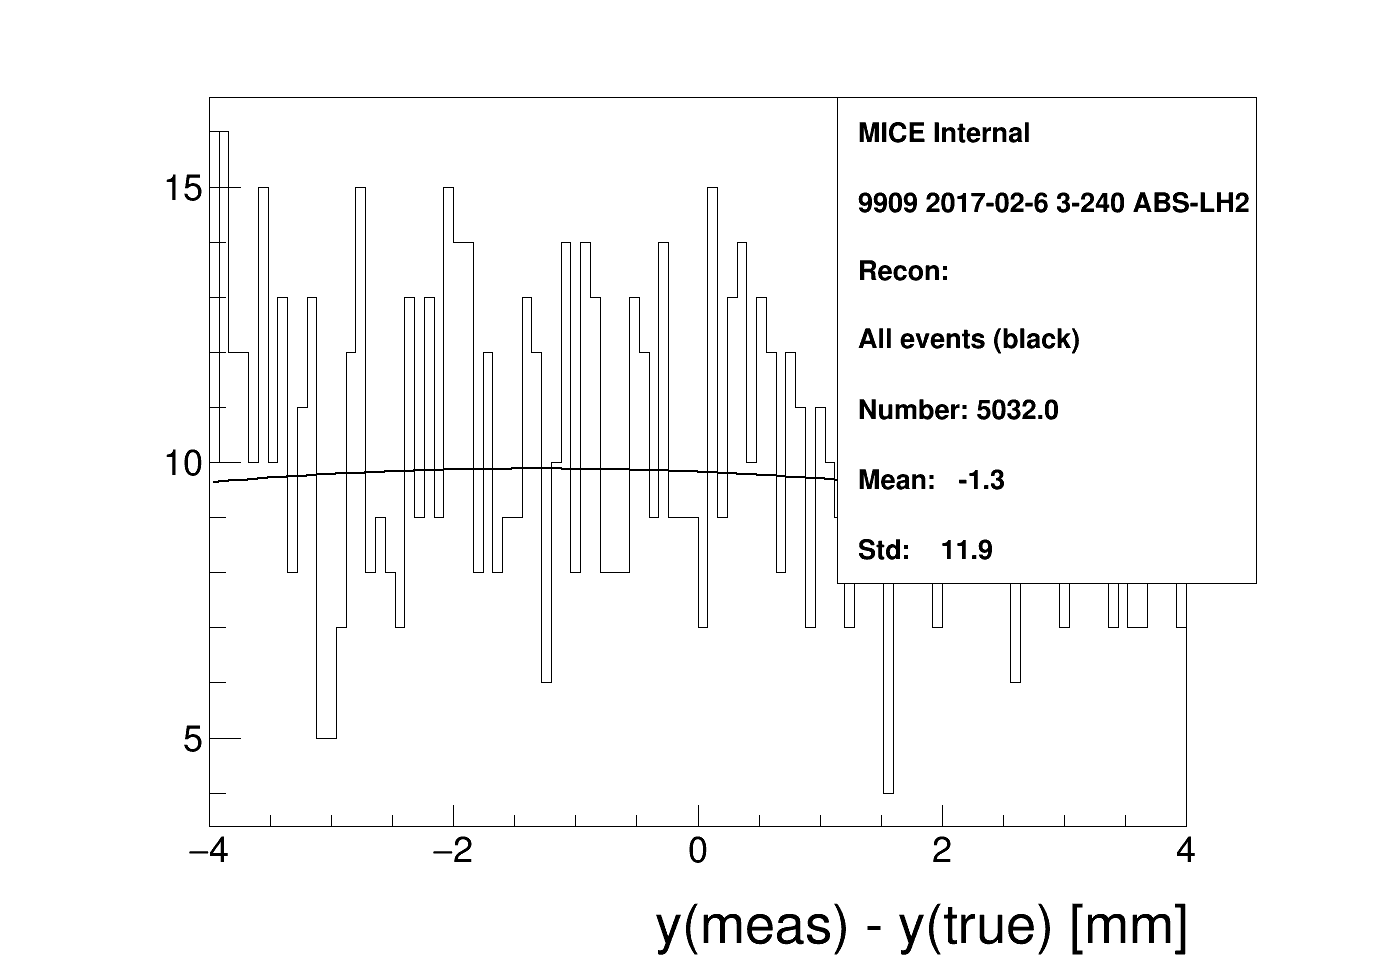 MICE Internal
9909 2017-02-6 3-240 ABS-LH2
Recon:
All events (black)
Number: 5032.0
Mean: -1.3
Std: 11.9
15
10
5
−4 −2 0 2 4
y(meas) - y(true) [mm]